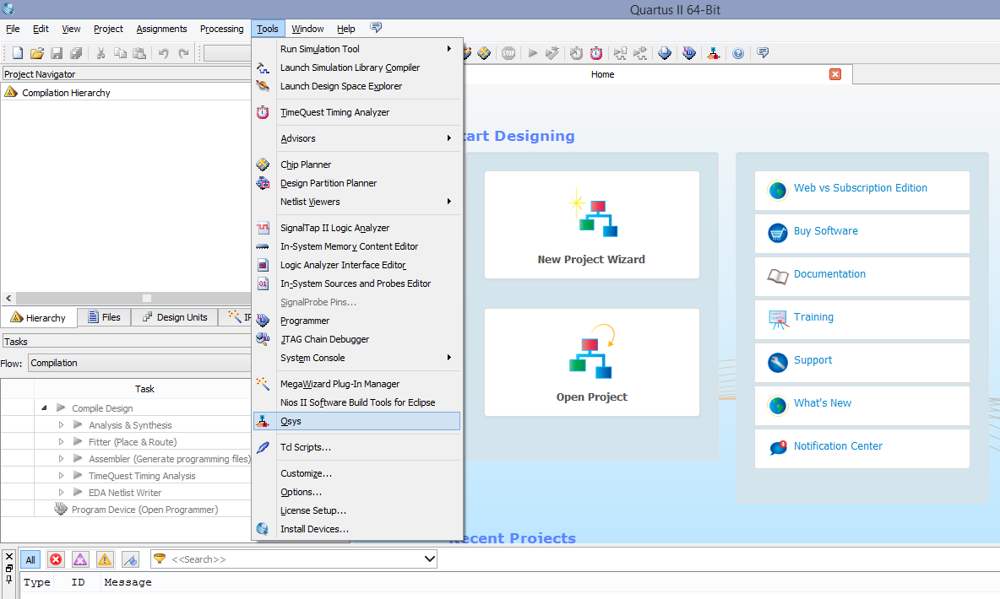 Quartus II 64-Bit
File Edit View Project Assignments Processing Tools Window Help
STOP
Project Navigator
Compilation Hierarchy
Hierarchy Files Design Units
Tasks
Flow: Compilation
Task
Compile Design
Analysis & Synthesis
Fitter (Place & Route)
Assembler (Generate programming files)
TimeQuest Timing Analysis
EDA Netlist Writer
Program Device (Open Programmer)
Run Simulation Tool
Launch Simulation Library Compiler
Launch Design Space Explorer
TimeQuest Timing Analyzer
Advisors
Chip Planner
Design Partition Planner
Netlist Viewers
SignalTap II Logic Analyzer
In-System Memory Content Editor
Logic Analyzer Interface Editor
In-System Sources and Probes Editor
SignalProbe Pins...
Programmer
JTAG Chain Debugger
System Console
MegaWizard Plug-In Manager
Nios II Software Build Tools for Eclipse
Qsys
Tcl Scripts...
Customize...
Options...
License Setup...
Install Devices...
Home
art Designing
New Project Wizard
Open Project
Web vs Subscription Edition
Buy Software
Documentation
Training
Support
What's New
Notification Center
Recent Projects
All <<Search>>
Type ID Message